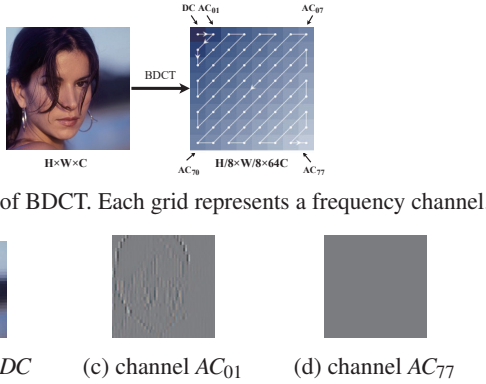 DC AC01 AC07
BDCT
H×W×C H/8×W/8×64C
AC70 AC77
of BDCT. Each grid represents a frequency channel
DC (c) channel AC01 (d) channel AC77